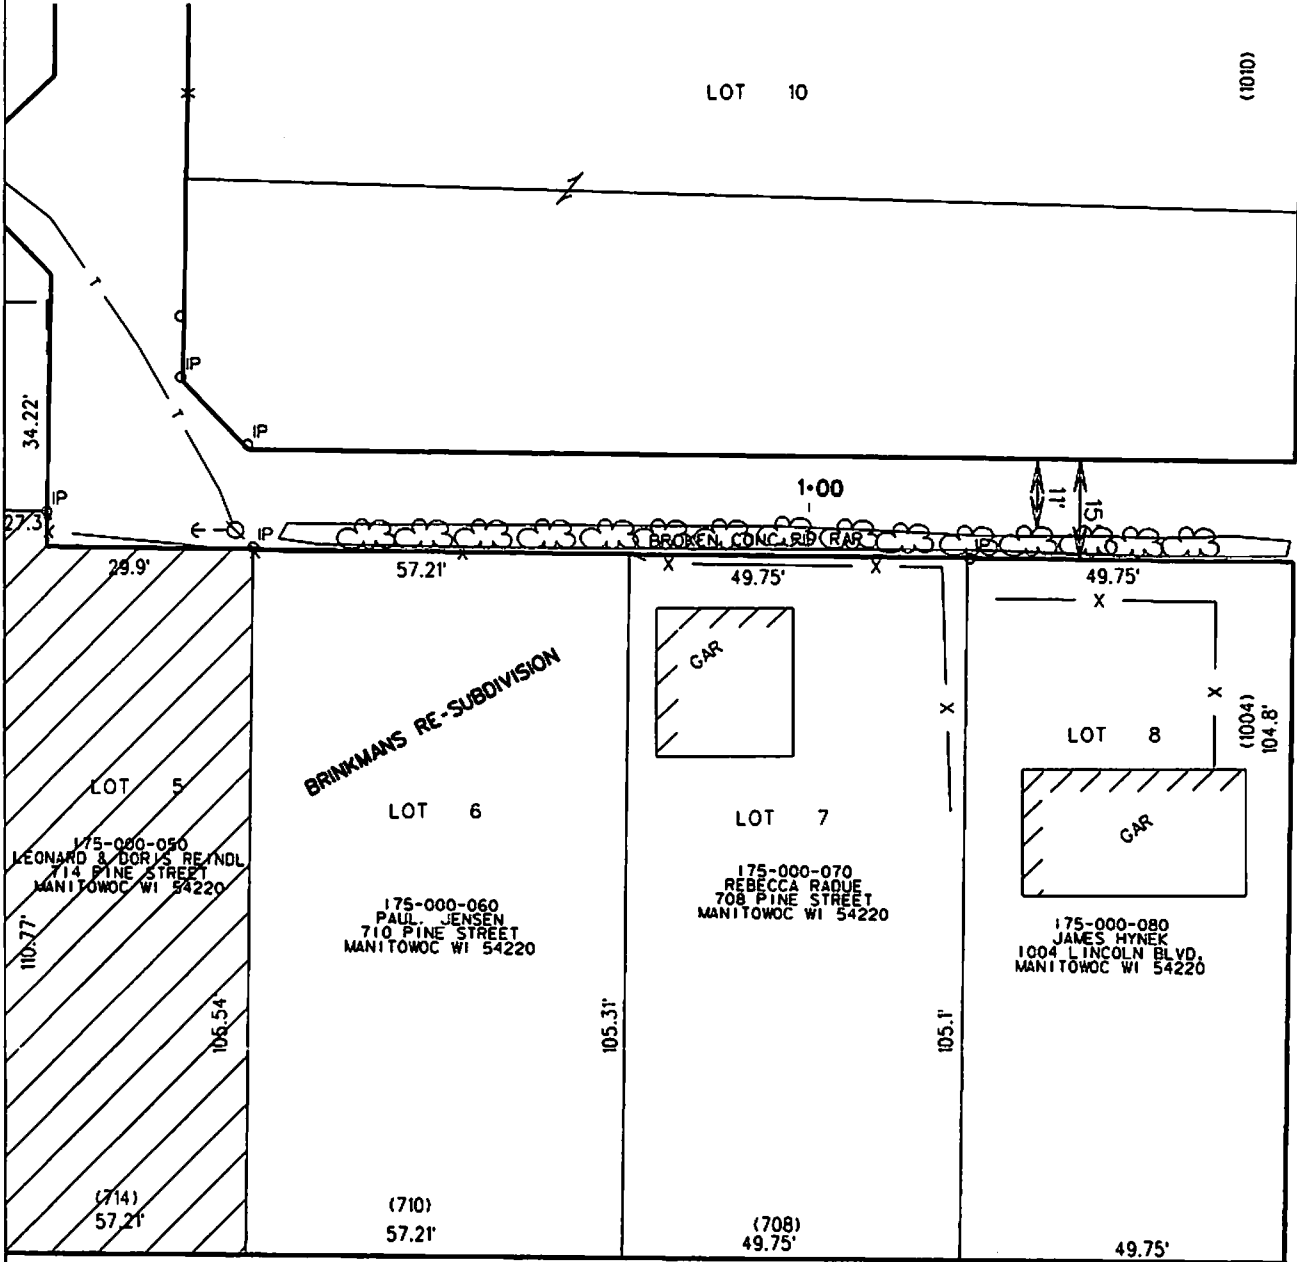 LOT 10
(1010)
T
IP
T
IP
34.22'
IP
27.3
IP
1+00
11'
15'
BROKEN CONC. RIP RAP
IP
29.9'
57.21'
49.75'
49.75'
X
X
X
X
X
GAR
BRINKMANS RE-SUBDIVISION
LOT 5
LOT 6
LOT 7
LOT 8
(1004)
104.8'
GAR
175-000-050
LEONARD & DORIS REINDL
714 PINE STREET
MANITOWOC WI 54220
175-000-060
PAUL. JENSEN
710 PINE STREET
MANITOWOC WI 54220
175-000-070
REBECCA RADUE
708 PINE STREET
MANITOWOC WI 54220
175-000-080
JAMES HYNEK
1004 LINCOLN BLVD.
MANITOWOC WI 54220
110.77'
105.54'
105.31'
105.1'
(714)
57.21'
(710)
57.21'
(708)
49.75'
49.75'